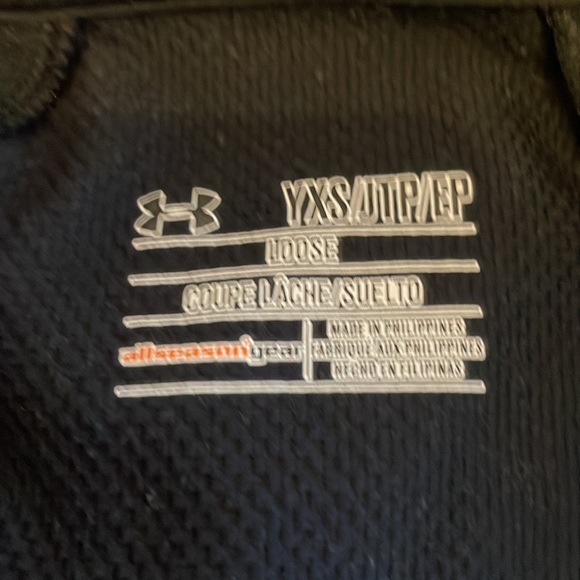 YXS/JTP/EP
LOOSE
COUPE LÂCHE/SUELTO
allseasongear
MADE IN PHILIPPINES
FABRIQUÉ AUX PHILIPPINES
HECHO EN FILIPINAS